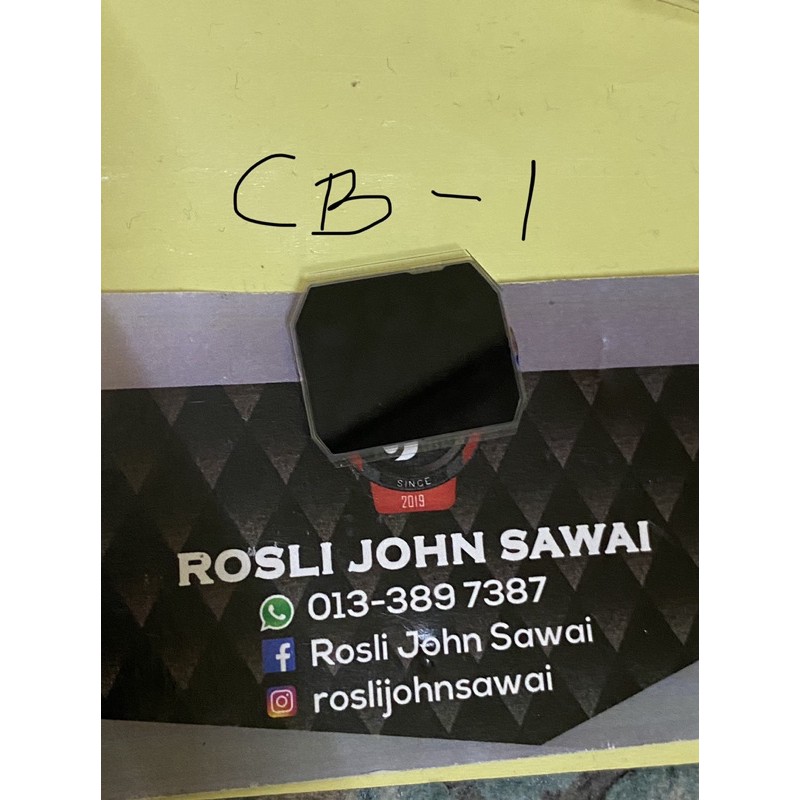 CB-1
SINCE
2019
ROSLI JOHN SAWAI
013-389 7387
Rosli John Sawai
roslijohnsawai